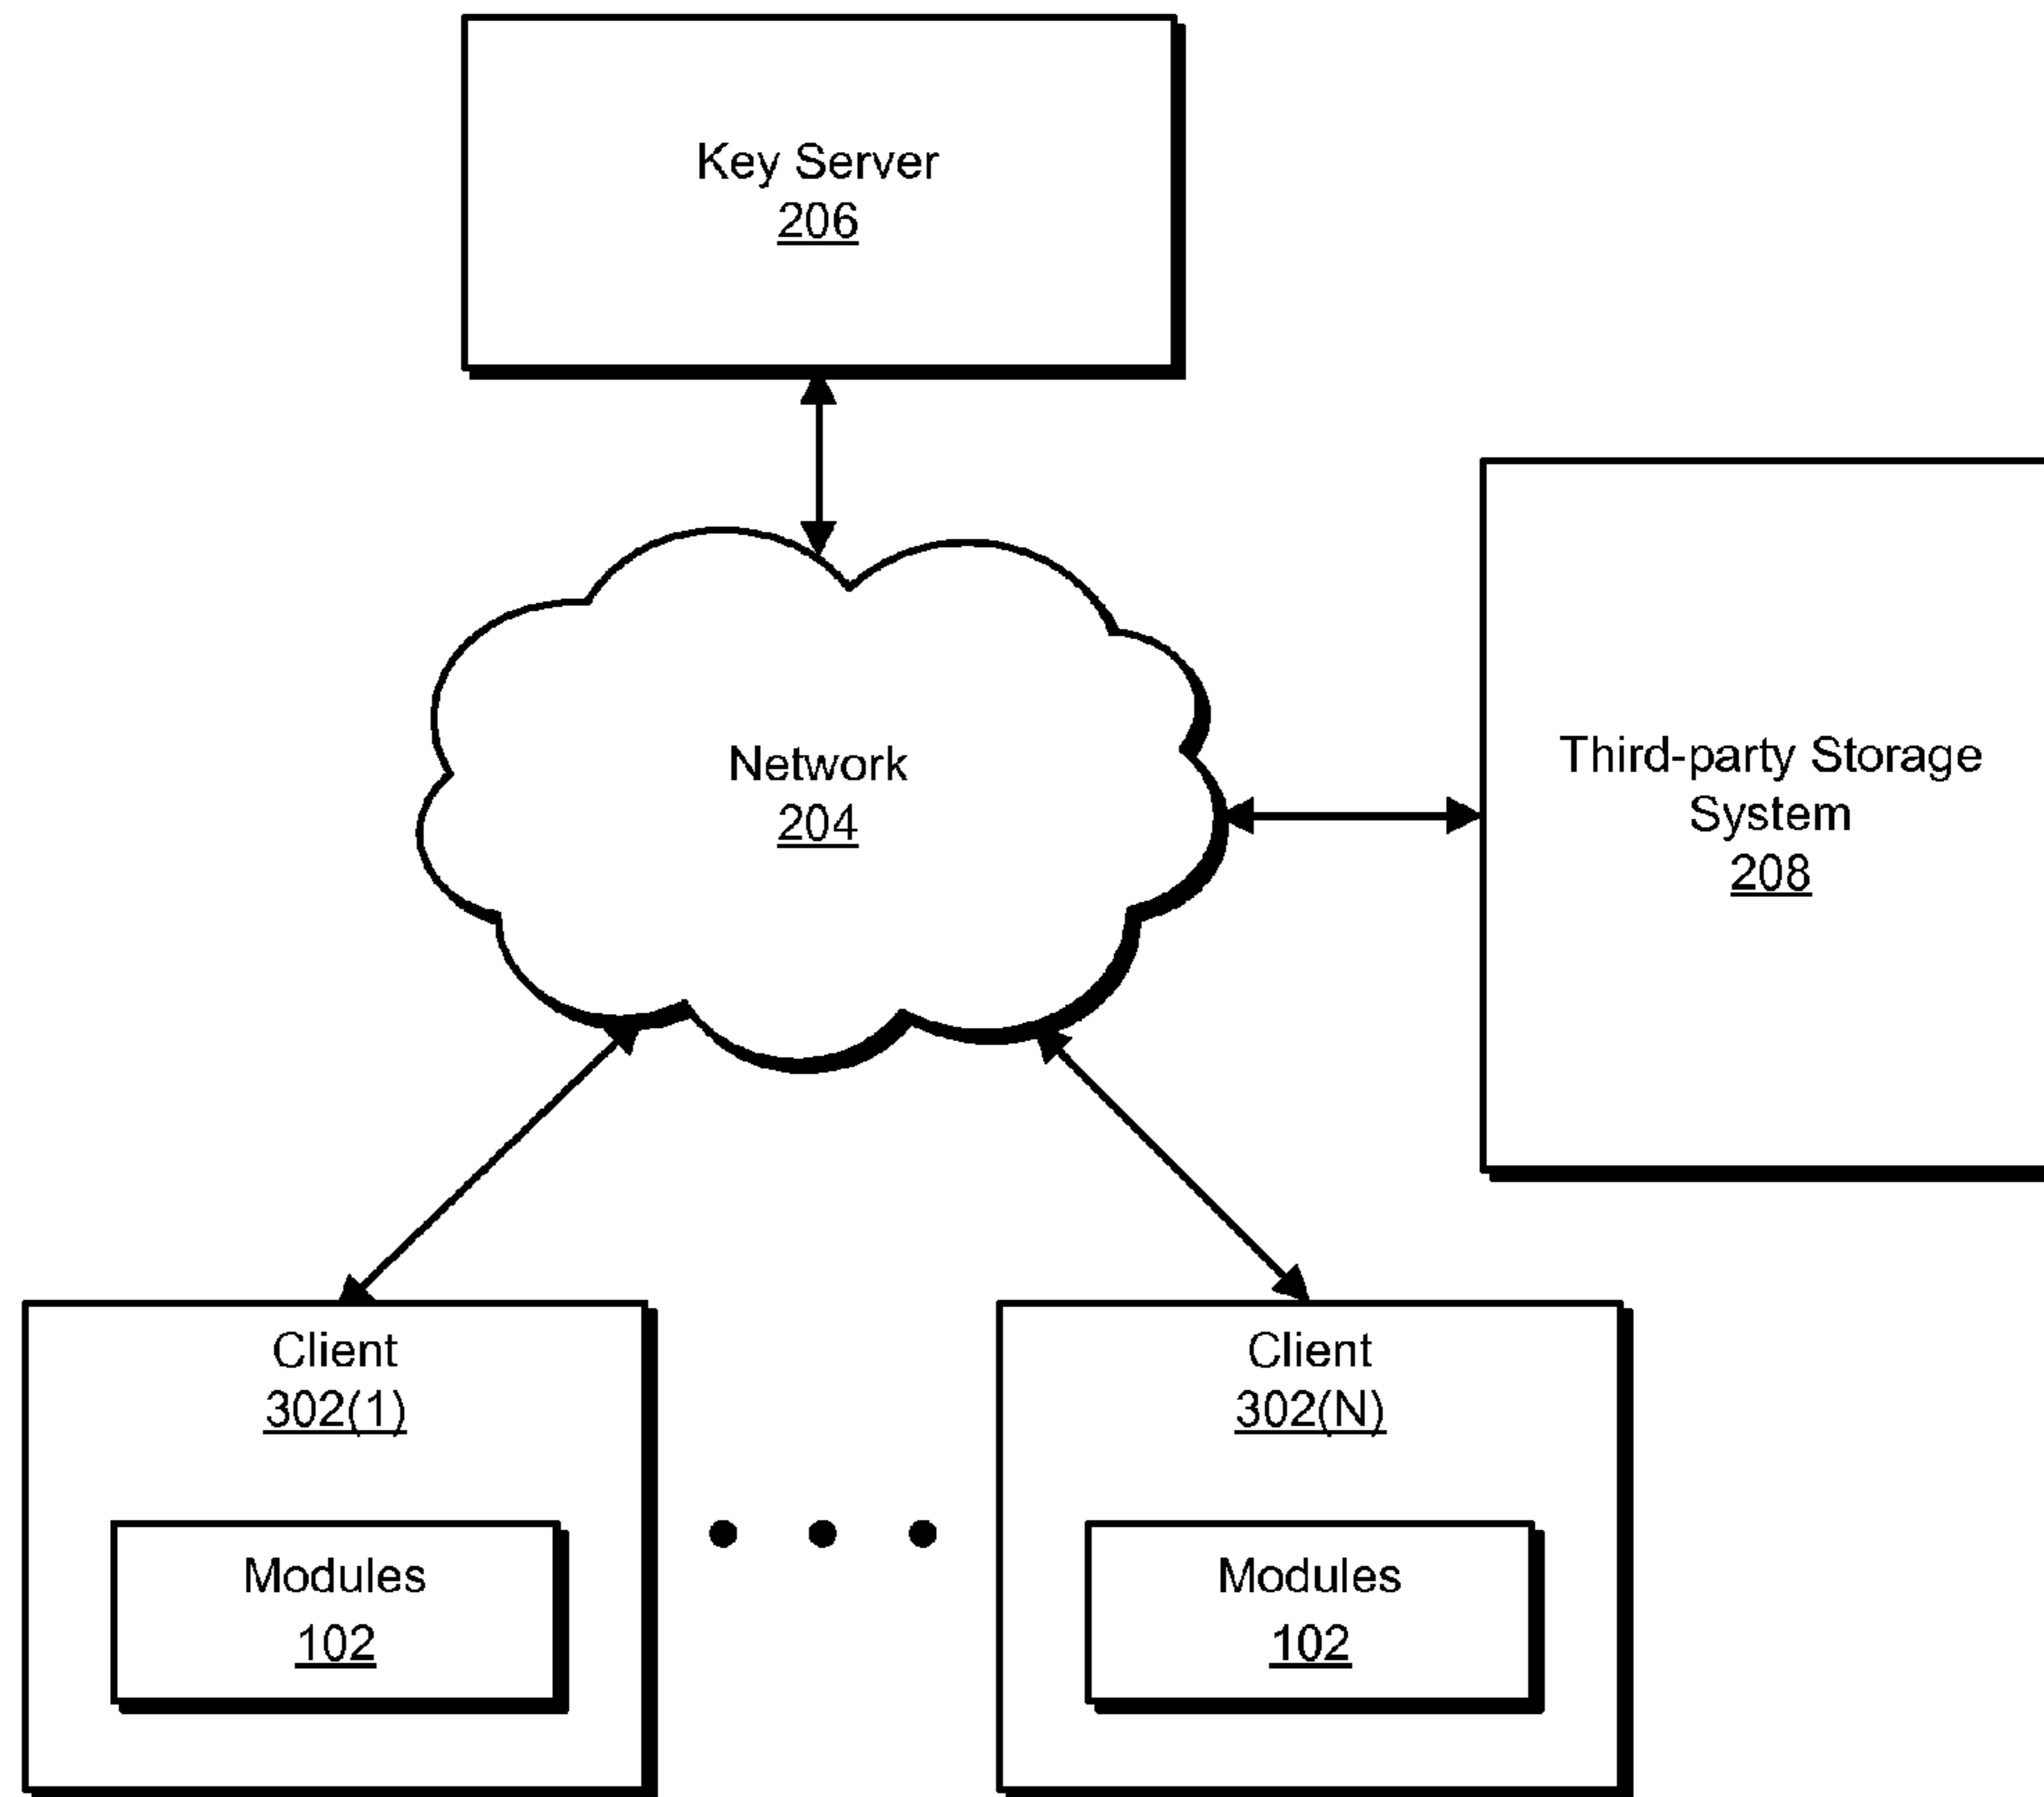 Key Server
206
Network
204
Third-party Storage
System
208
Client
302(1)
Modules
102
Client
302(N)
Modules
102